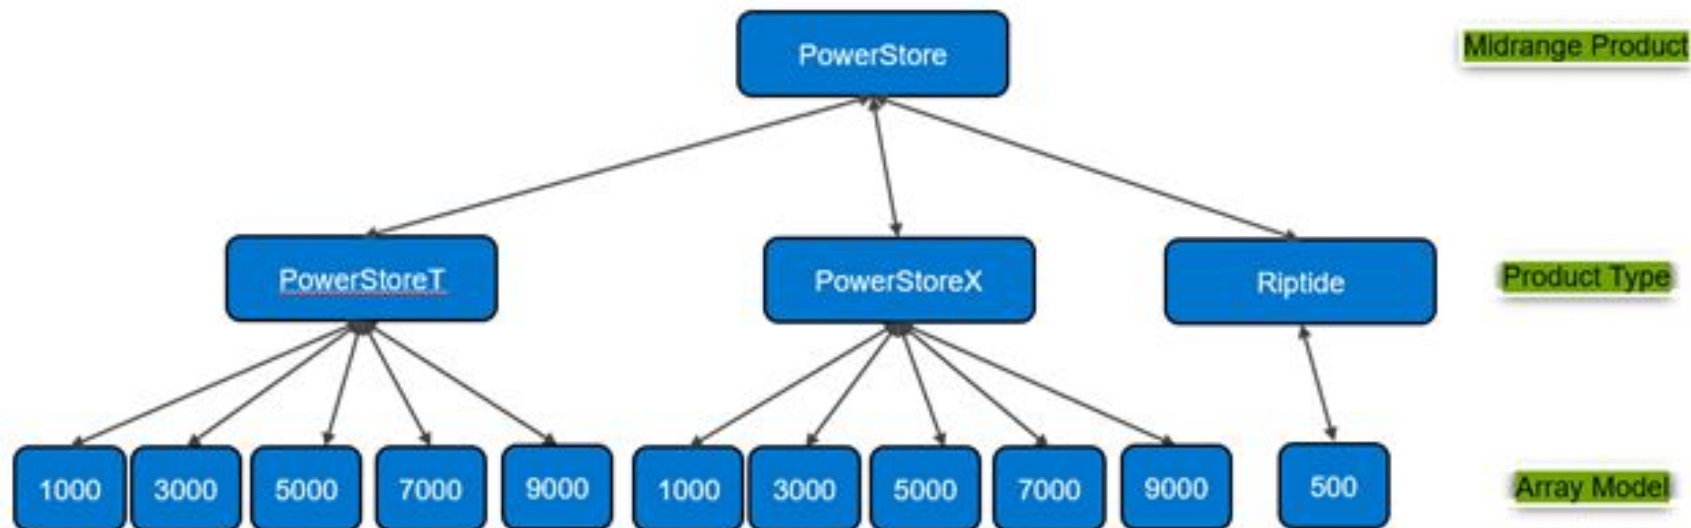 PowerStore
Midrange Product
PowerStoreT
PowerStoreX
Riptide
Product Type
1000
3000
5000
7000
9000
1000
3000
5000
7000
9000
500
Array Model